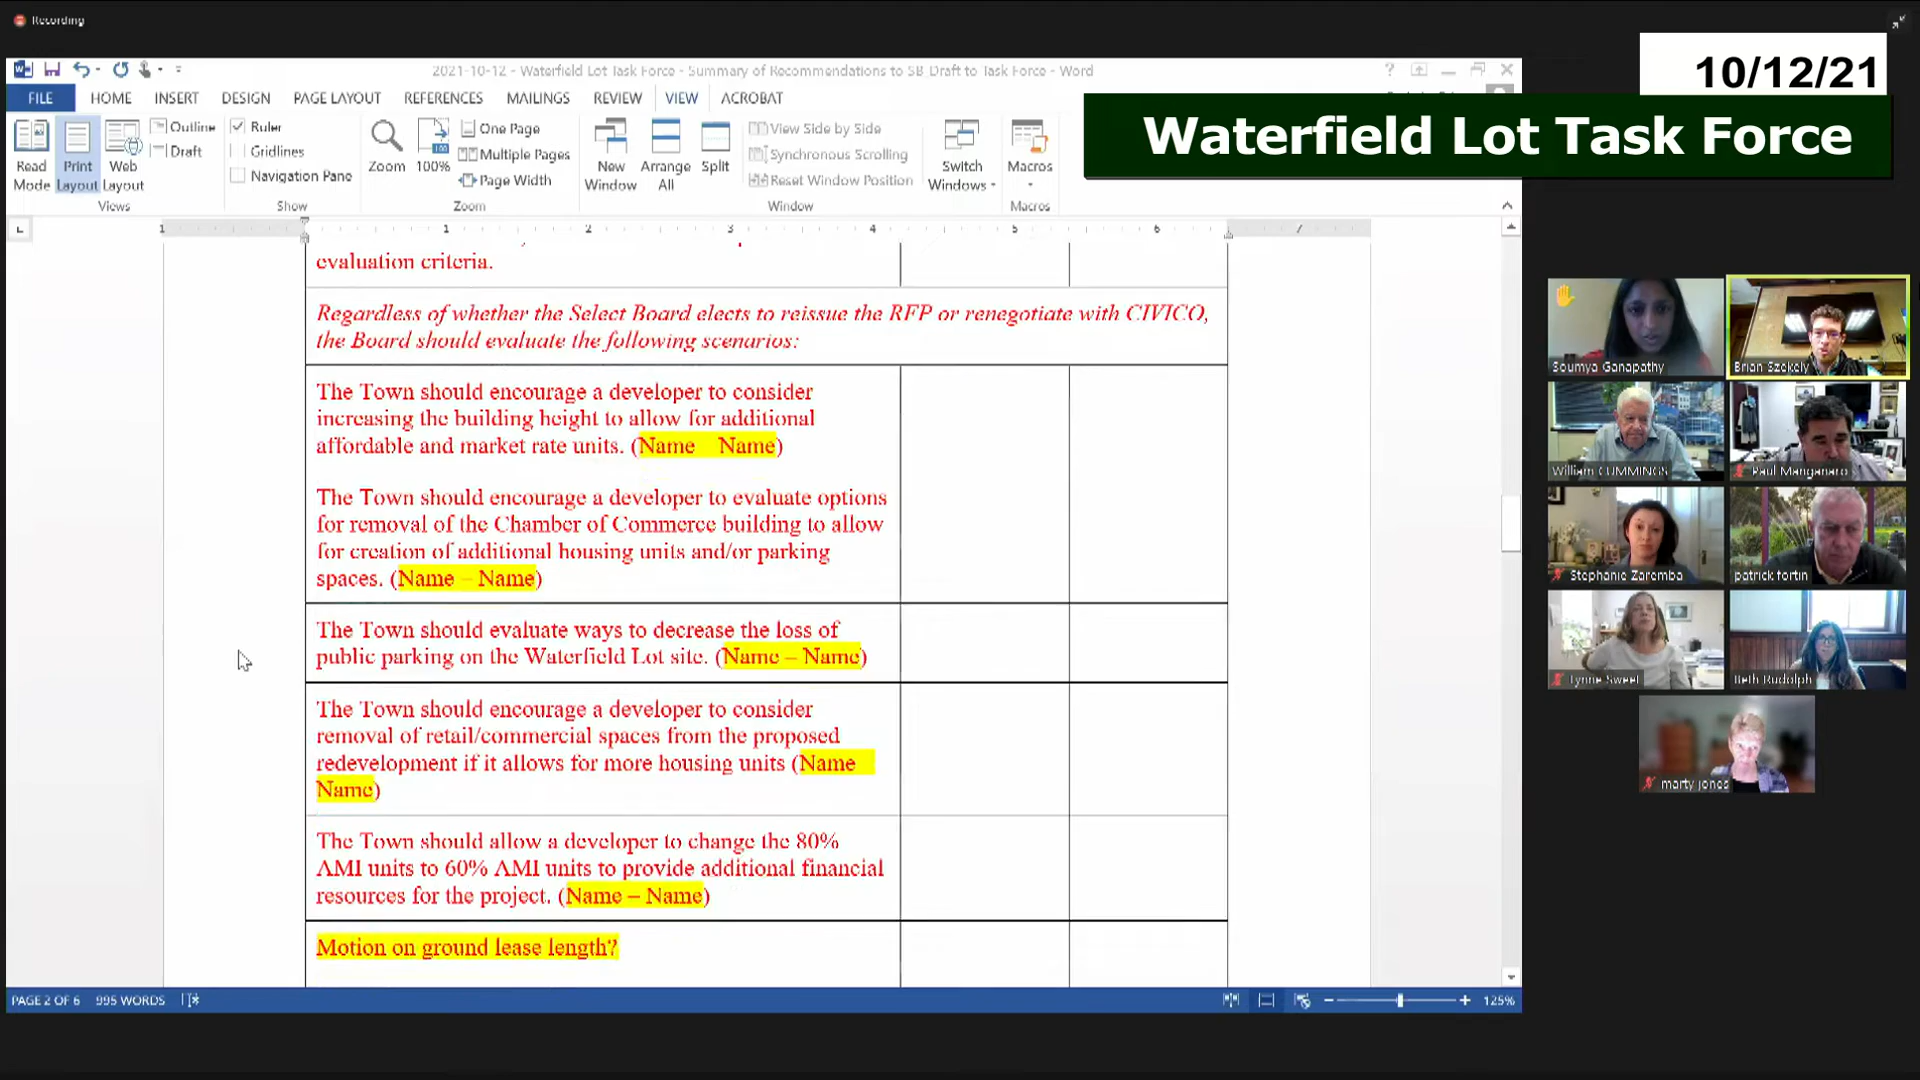 Recording
2021-10-12 - Waterfield Lot Task Force - Summary of Recommendations to SB_Draft to Task Force - Word
10/12/21
Waterfield Lot Task Force
FILE HOME INSERT DESIGN PAGE LAYOUT REFERENCES MAILINGS REVIEW VIEW ACROBAT
Read Mode
Print Layout
Web Layout
Outline
Draft
Views
Ruler
Gridlines
Navigation Pane
Show
Zoom
100%
One Page
Multiple Pages
Page Width
Zoom
New Window
Arrange All
Split
View Side by Side
Synchronous Scrolling
Reset Window Position
Window
Switch Windows
Macros
Macros
1 1 2 3 4 5 6 7
evaluation criteria.
Regardless of whether the Select Board elects to reissue the RFP or renegotiate with CIVICO,
the Board should evaluate the following scenarios:
The Town should encourage a developer to consider
increasing the building height to allow for additional
affordable and market rate units. (Name Name)
The Town should encourage a developer to evaluate options
for removal of the Chamber of Commerce building to allow
for creation of additional housing units and/or parking
spaces. (Name – Name)
The Town should evaluate ways to decrease the loss of
public parking on the Waterfield Lot site. (Name – Name)
The Town should encourage a developer to consider
removal of retail/commercial spaces from the proposed
redevelopment if it allows for more housing units (Name
Name)
The Town should allow a developer to change the 80%
AMI units to 60% AMI units to provide additional financial
resources for the project. (Name – Name)
Motion on ground lease length?
PAGE 2 OF 6 995 WORDS
125%
Soumya Ganapathy
Brian Szekely
William CUMMINGS
Paul Manganaro
Stephanie Zaremba
patrick fortin
Lynne Sweet
Beth Rudolph
marty jones